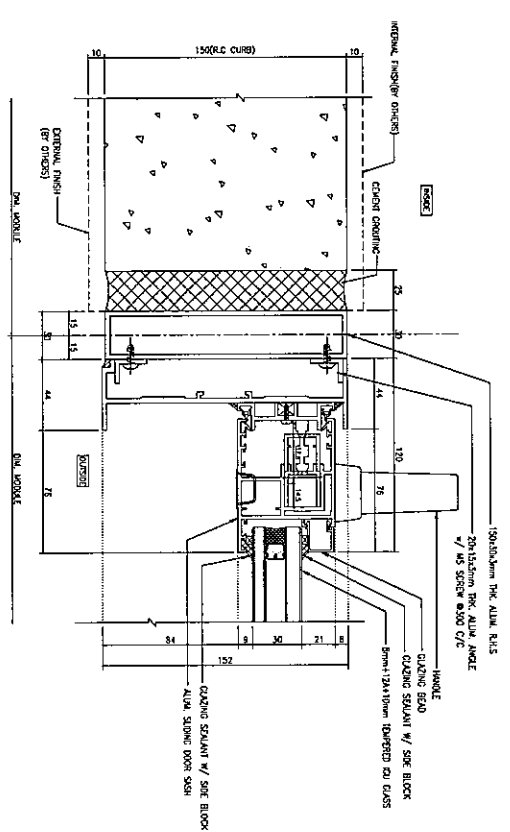 INTERNAL FINISH(BY OTHERS)
INSIDE
CEMENT GROUTING
10
150(R.C CURB)
10
EXTERNAL FINISH
(BY OTHERS)
DIM. MODULE
25
30
15
15
44
44
120
76
OUTSIDE
DIM. MODULE
150x30x3mm THK. ALUM. R.H.S
20x15x3mm THK. ALUM. ANGLE
w/ MS SCREW @300 C/C
HANDLE
GLAZING BEAD
GLAZING SEALANT W/ SIDE BLOCK
8mm+12A+10mm TEMPERED IGU GLASS
84
9
30
21
8
152
GLAZING SEALANT W/ SIDE BLOCK
ALUM. SLIDING DOOR SASH